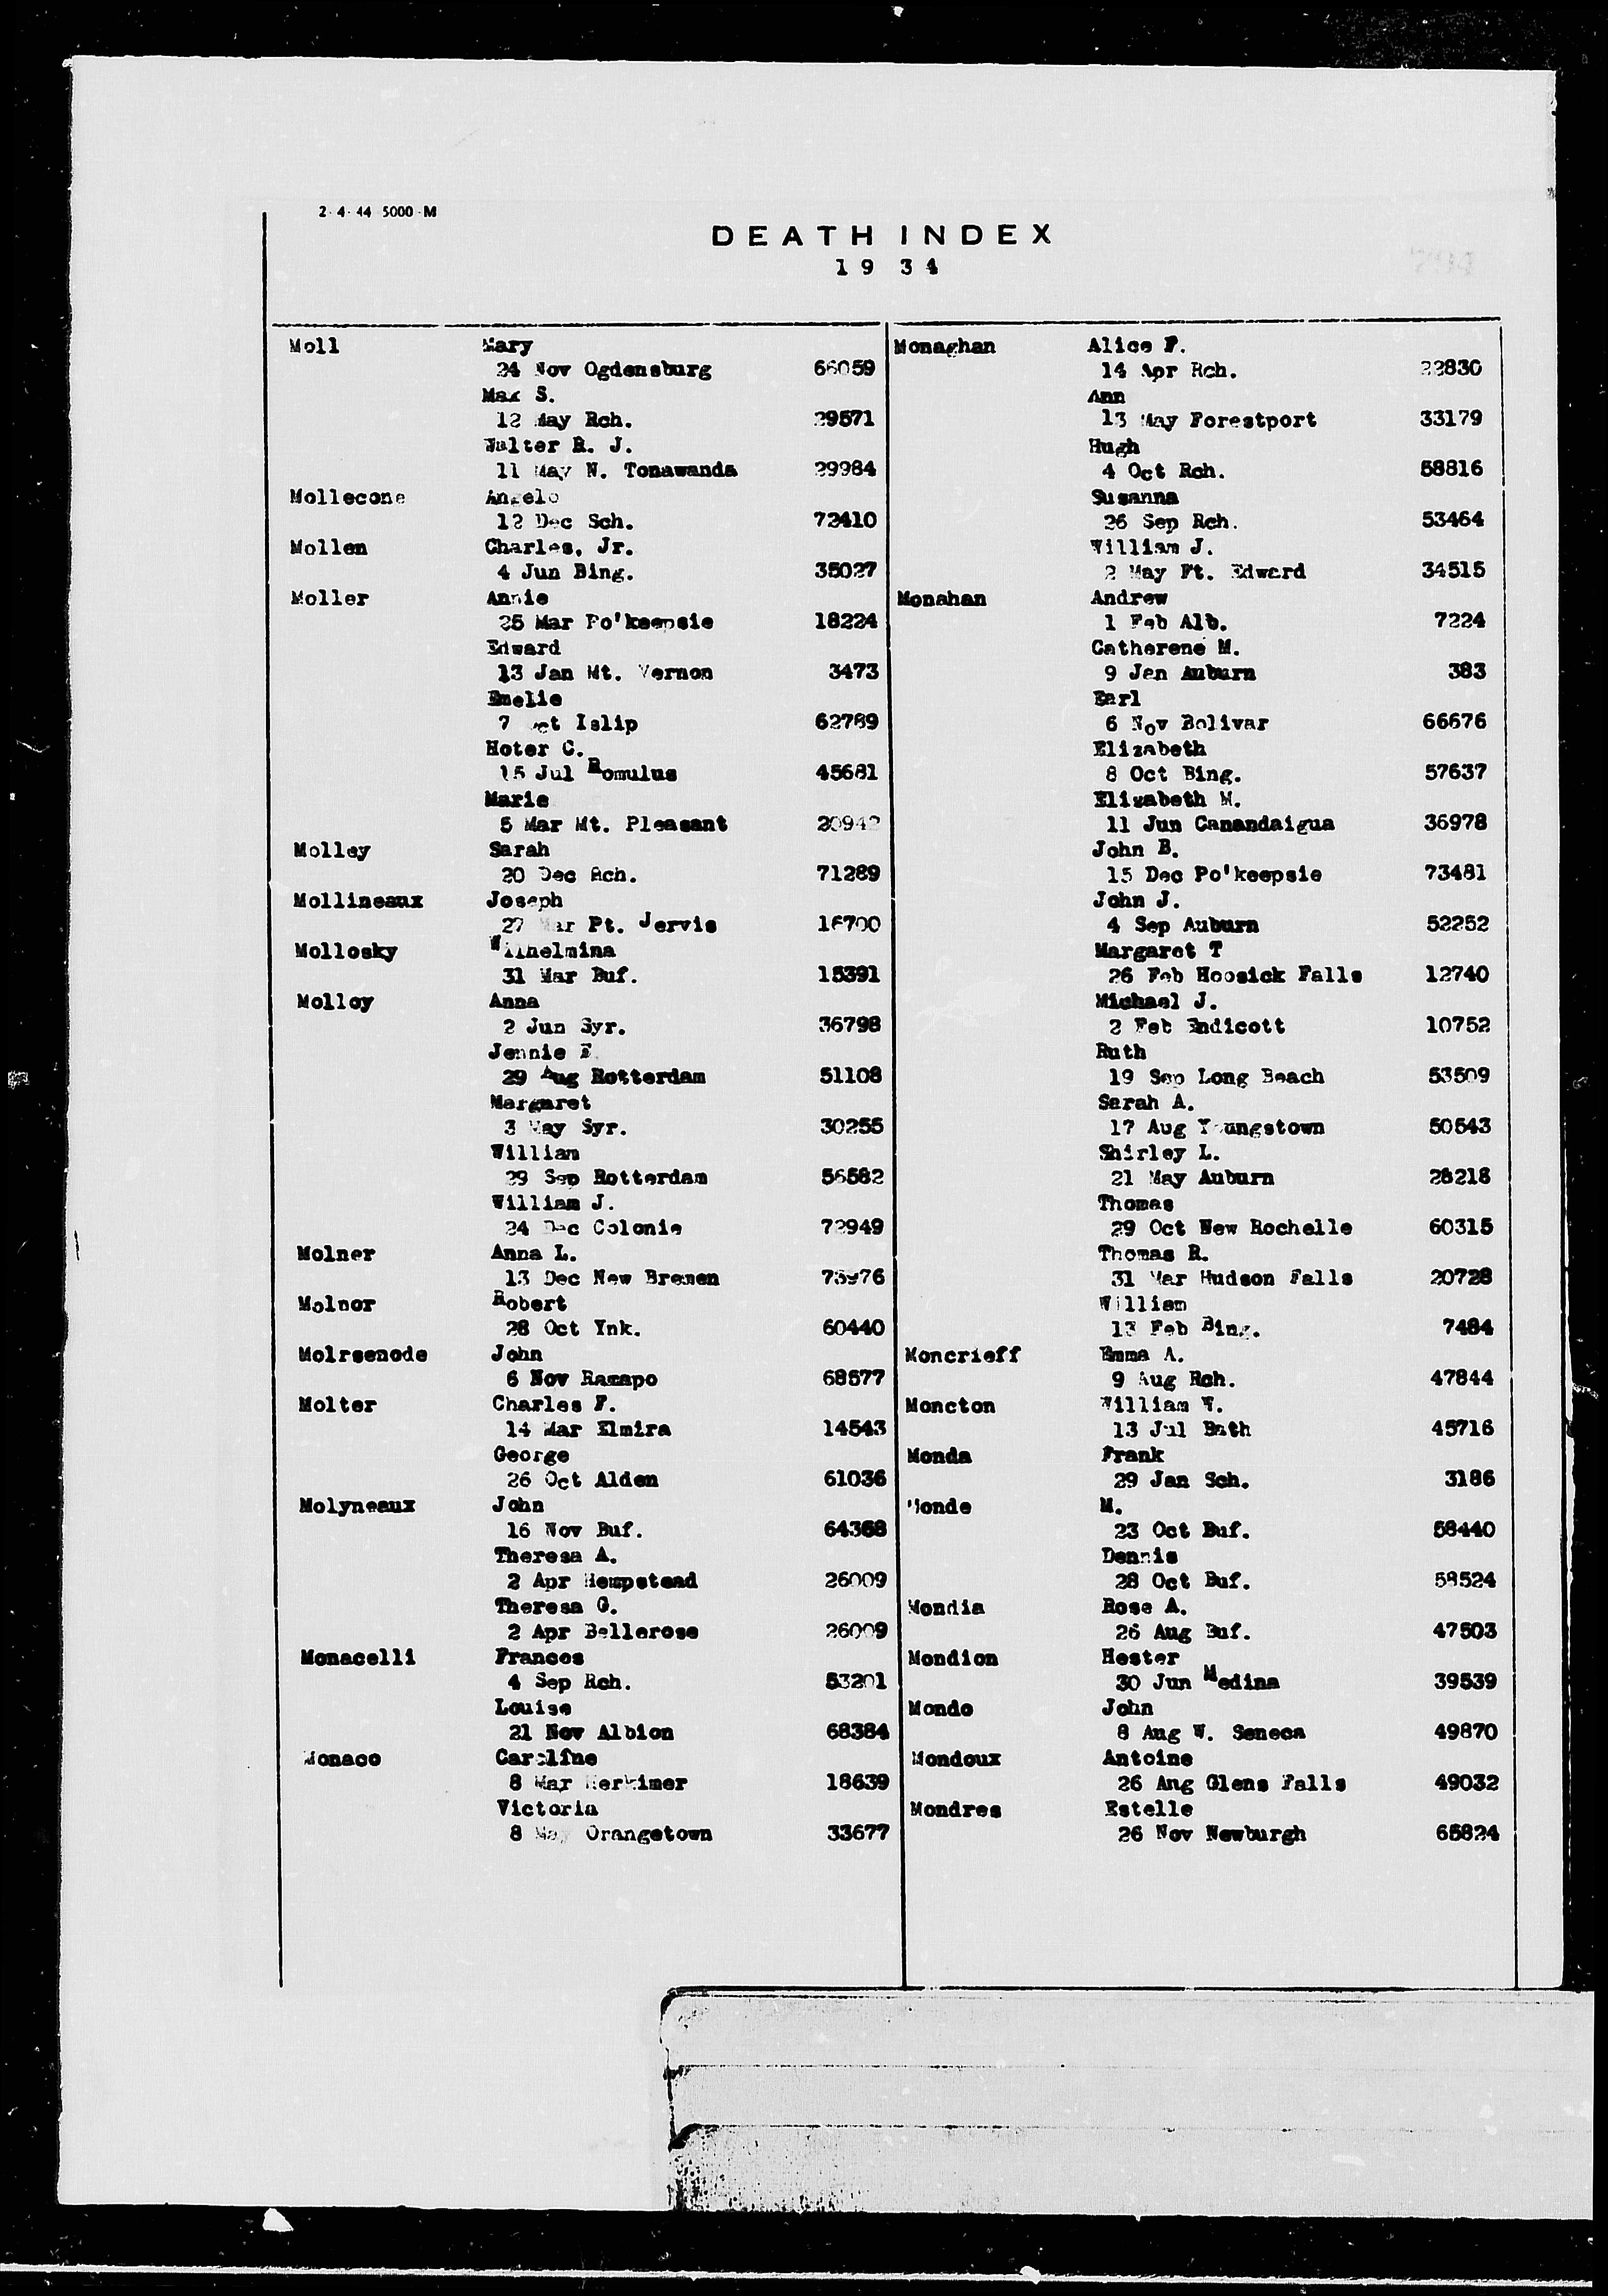 2-4-44 5000-M
DEATH INDEX
1934
Moll Mary
24 Nov Ogdensburg 66059
Max S.
12 May Rch. 29571
Walter R. J.
11 May N. Tonawanda 29984
Mollecone Angelo
12 Dec Sch. 72410
Mollen Charles, Jr.
4 Jun Bing. 35027
Moller Annie
25 Mar Po'keepsie 18224
Edward
13 Jan Mt. Vernon 3473
Emelie
7 Oct Islip 62789
Hoter C.
15 Jul Romulus 45681
Marie
5 Mar Mt. Pleasant 20942
Molley Sarah
20 Dec Rch. 71289
Mollineaux Joseph
27 Mar Pt. Jervis 16700
Mollosky Wilhelmina
31 Mar Buf. 15391
Molloy Anna
2 Jun Syr. 36798
Jennie E
29 Aug Rotterdam 51108
Margaret
3 May Syr. 30255
William
29 Sep Rotterdam 56582
William J.
24 Dec Colonie 72949
Molner Anna L.
13 Dec New Bremen
Molnor Robert
28 Oct Ynk. 60440
Molrsenode John
6 Nov Ramapo 68577
Molter Charles F.
14 Mar Elmira 14543
George
26 Oct Alden 61036
Molyneaux John
16 Nov Buf. 64368
Theresa A.
2 Apr Hempstead 26009
Theresa G.
2 Apr Bellerose 26009
Monacelli Frances
4 Sep Rch. 53201
Louise
21 Nov Albion 68384
Monaco Caroline
8 Mar Herkimer 18639
Victoria
8 May Orangetown 33677
Monaghan Alice F.
14 Apr Rch. 22830
Ann
13 May Forestport 33179
Hugh
4 Oct Rch. 58816
Susanna
26 Sep Rch. 53464
William J.
2 May Ft. Edward 34515
Monahan Andrew
1 Feb Alb. 7224
Catherene M.
9 Jan Auburn 383
Earl
6 Nov Bolivar 66676
Elizabeth
8 Oct Bing. 57637
Elizabeth M.
11 Jun Canandaigua 36978
John B.
15 Dec Po'keepsie 73481
John J.
4 Sep Auburn 52252
Margaret T
26 Feb Hoosick Falls 12740
Michael J.
2 Feb Endicott 10752
Ruth
19 Sep Long Beach 53509
Sarah A.
17 Aug Youngstown 50543
Shirley L.
21 May Auburn 28218
Thomas
29 Oct New Rochelle 60315
Thomas R.
31 Mar Hudson Falls 20728
William
13 Feb Bing. 7484
Moncrieff Emma A.
9 Aug Rch. 47844
Moncton William W.
13 Jul Bath 45716
Monda Frank
29 Jan Sch. 3186
Monde M.
23 Oct Buf. 58440
Dennis
28 Oct Buf. 58524
Mondia Rose A.
26 Aug Buf. 47503
Mondion Hester
30 Jun Medina 39539
Mondo John
8 Aug W. Seneca 49870
Mondoux Antoine
26 Aug Glens Falls 49032
Mondres Estelle
26 Nov Newburgh 65824